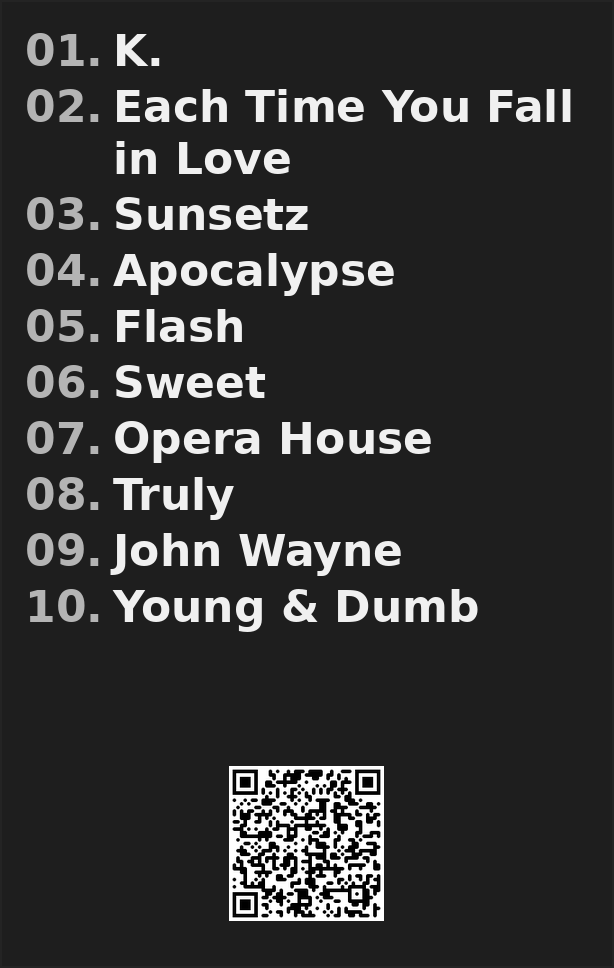 01. K.
02. Each Time You Fall
in Love
03. Sunsetz
04. Apocalypse
05. Flash
06. Sweet
07. Opera House
08. Truly
09. John Wayne
10. Young & Dumb